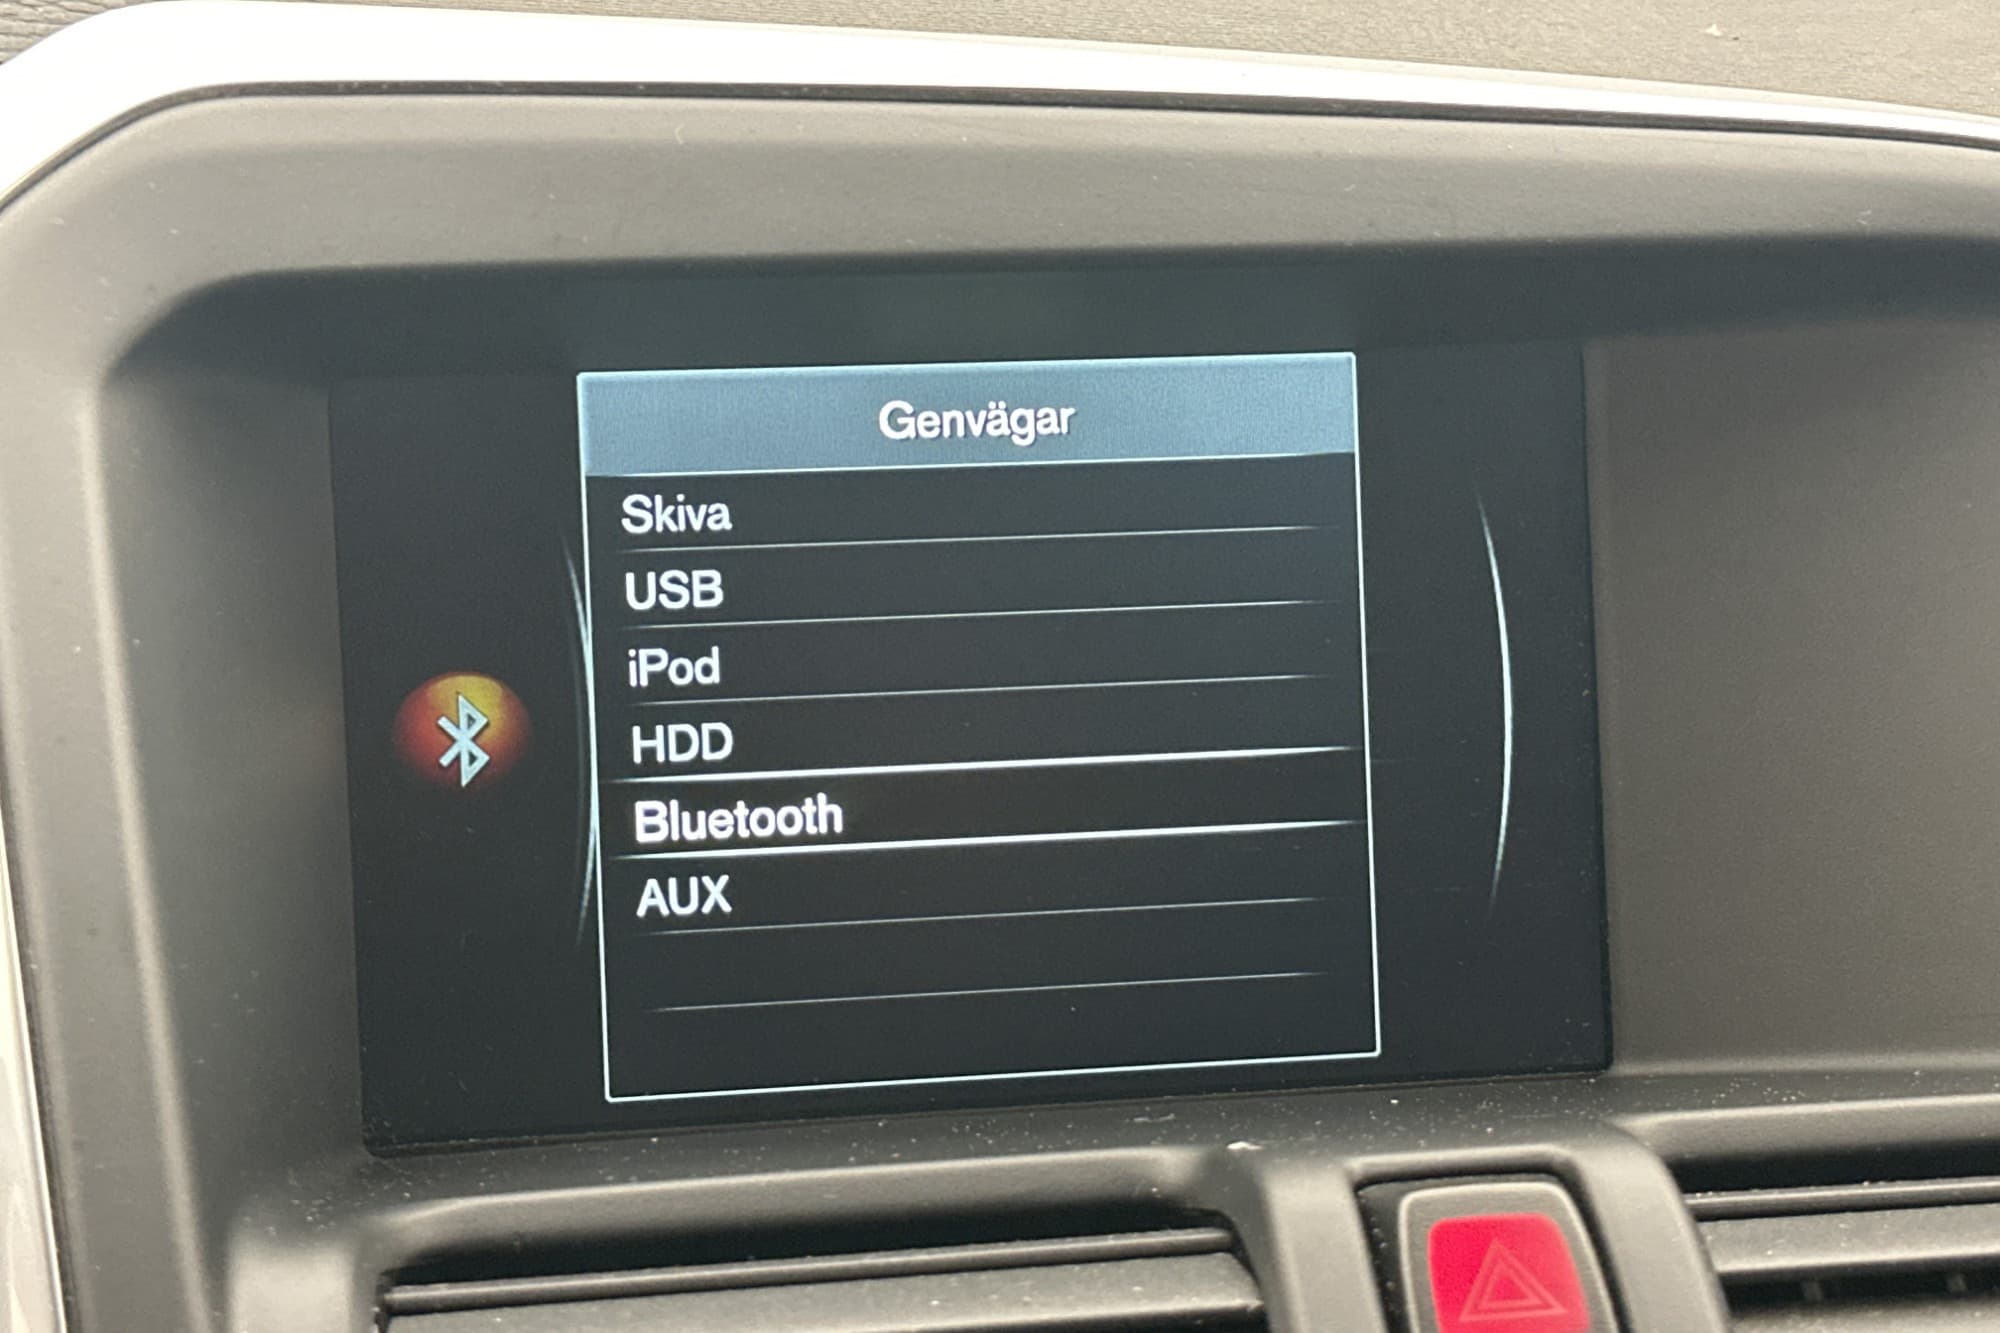 Genvägar
Skiva
USB
iPod
HDD
Bluetooth
AUX